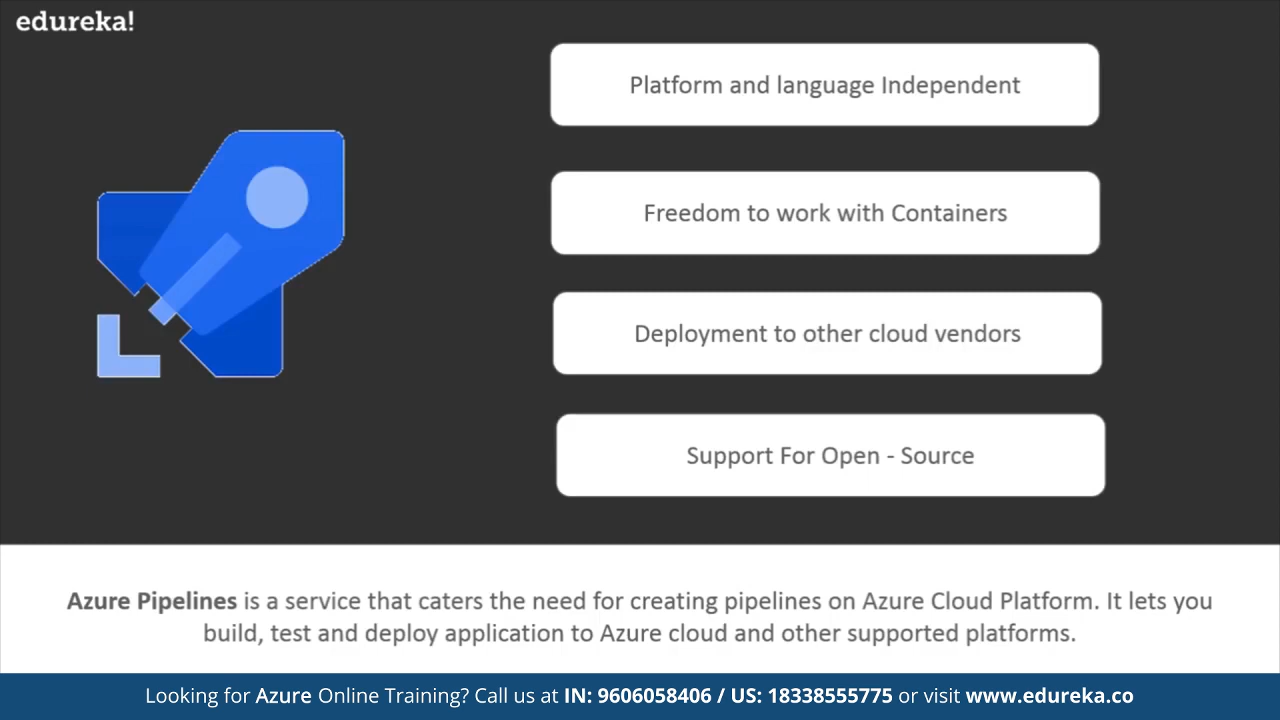 edureka!
Platform and language Independent
Freedom to work with Containers
Deployment to other cloud vendors
Support For Open - Source
Azure Pipelines is a service that caters the need for creating pipelines on Azure Cloud Platform. It lets you
build, test and deploy application to Azure cloud and other supported platforms.
Looking for Azure Online Training? Call us at IN: 9606058406 / US: 18338555775 or visit www.edureka.co